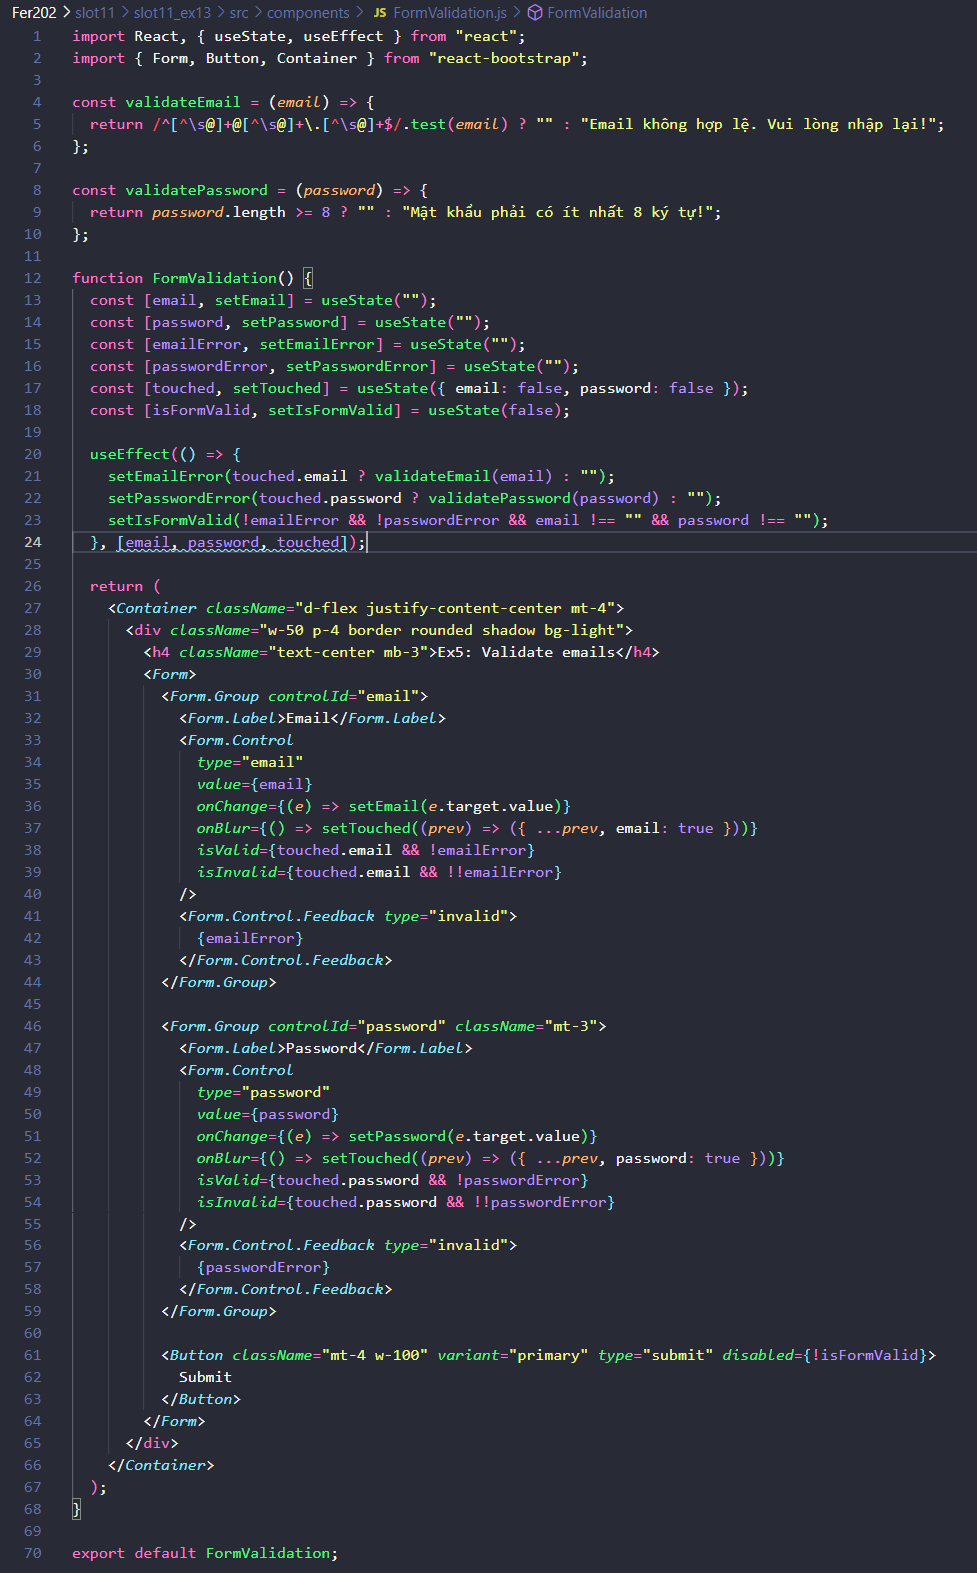 Fer202 > slot11 > slot11_ex13 > src > components > JS FormValidation.js > FormValidation
1 import React, { useState, useEffect } from "react";
2 import { Form, Button, Container } from "react-bootstrap";
3
4 const validateEmail = (email) => {
5   return /^[^\s@]+@[^\s@]+\.[^\s@]+$/.test(email) ? "" : "Email không hợp lệ. Vui lòng nhập lại!";
6 };
7
8 const validatePassword = (password) => {
9   return password.length >= 8 ? "" : "Mật khẩu phải có ít nhất 8 ký tự!";
10 };
11
12 function FormValidation() {
13   const [email, setEmail] = useState("");
14   const [password, setPassword] = useState("");
15   const [emailError, setEmailError] = useState("");
16   const [passwordError, setPasswordError] = useState("");
17   const [touched, setTouched] = useState({ email: false, password: false });
18   const [isFormValid, setIsFormValid] = useState(false);
19
20   useEffect(() => {
21     setEmailError(touched.email ? validateEmail(email) : "");
22     setPasswordError(touched.password ? validatePassword(password) : "");
23     setIsFormValid(!emailError && !passwordError && email !== "" && password !== "");
24   }, [email, password, touched]);
25
26   return (
27     <Container className="d-flex justify-content-center mt-4">
28       <div className="w-50 p-4 border rounded shadow bg-light">
29         <h4 className="text-center mb-3">Ex5: Validate emails</h4>
30         <Form>
31           <Form.Group controlId="email">
32             <Form.Label>Email</Form.Label>
33             <Form.Control
34               type="email"
35               value={email}
36               onChange={(e) => setEmail(e.target.value)}
37               onBlur={() => setTouched((prev) => ({ ...prev, email: true }))}
38               isValid={touched.email && !emailError}
39               isInvalid={touched.email && !!emailError}
40             />
41             <Form.Control.Feedback type="invalid">
42               {emailError}
43             </Form.Control.Feedback>
44           </Form.Group>
45
46           <Form.Group controlId="password" className="mt-3">
47             <Form.Label>Password</Form.Label>
48             <Form.Control
49               type="password"
50               value={password}
51               onChange={(e) => setPassword(e.target.value)}
52               onBlur={() => setTouched((prev) => ({ ...prev, password: true }))}
53               isValid={touched.password && !passwordError}
54               isInvalid={touched.password && !!passwordError}
55             />
56             <Form.Control.Feedback type="invalid">
57               {passwordError}
58             </Form.Control.Feedback>
59           </Form.Group>
60
61           <Button className="mt-4 w-100" variant="primary" type="submit" disabled={!isFormValid}>
62             Submit
63           </Button>
64         </Form>
65       </div>
66     </Container>
67   );
68 }
69
70 export default FormValidation;